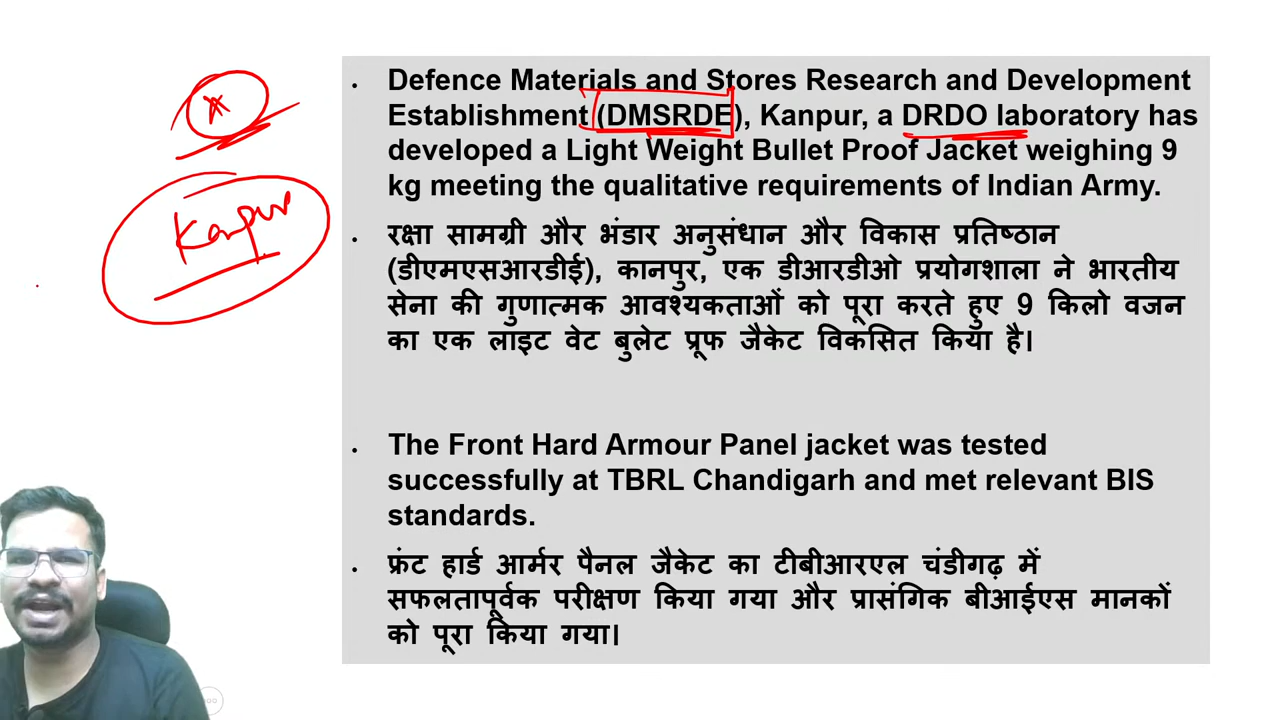 Kanpur
Defence Materials and Stores Research and Development
Establishment (DMSRDE), Kanpur, a DRDO laboratory has
developed a Light Weight Bullet Proof Jacket weighing 9
kg meeting the qualitative requirements of Indian Army.
रक्षा सामग्री और भंडार अनुसंधान और विकास प्रतिष्ठान
(डीएमएसआरडीई), कानपुर, एक डीआरडीओ प्रयोगशाला ने भारतीय
सेना की गुणात्मक आवश्यकताओं को पूरा करते हुए 9 किलो वजन
का एक लाइट वेट बुलेट प्रूफ जैकेट विकसित किया है।
The Front Hard Armour Panel jacket was tested
successfully at TBRL Chandigarh and met relevant BIS
standards.
फ्रंट हार्ड आर्मर पैनल जैकेट का टीबीआरएल चंडीगढ़ में
सफलतापूर्वक परीक्षण किया गया और प्रासंगिक बीआईएस मानकों
को पूरा किया गया।